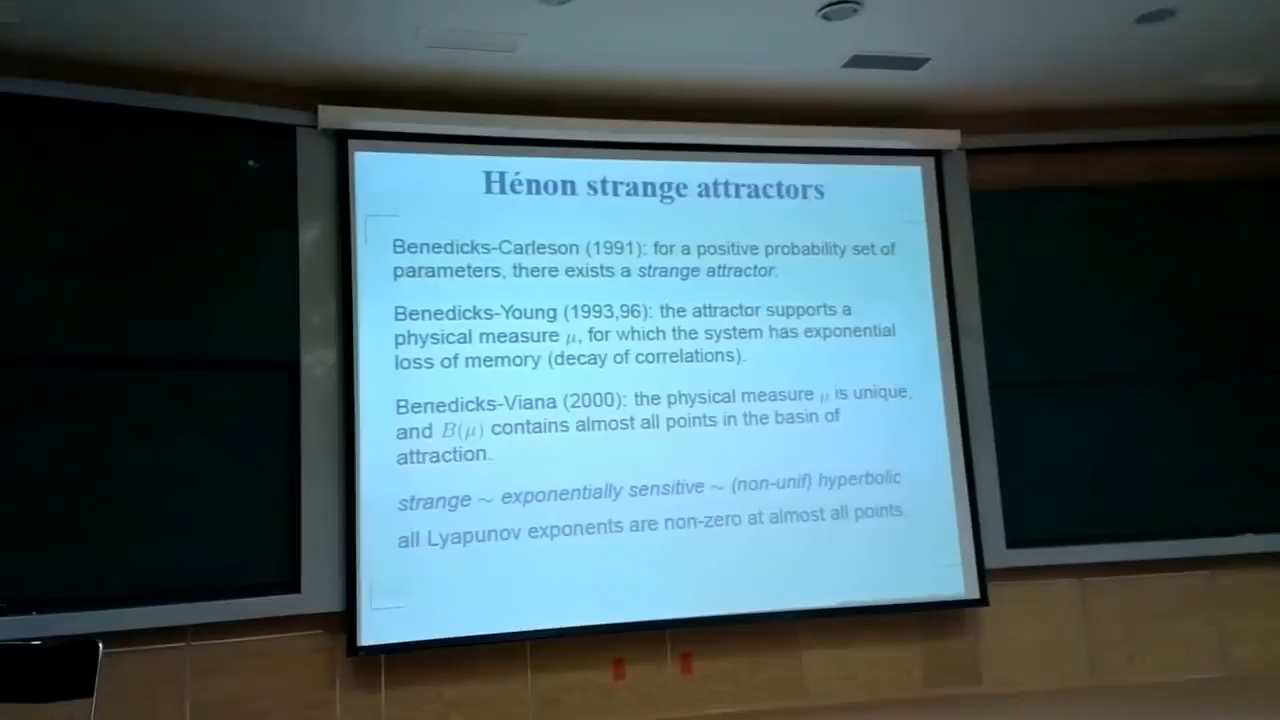 Hénon strange attractors
Benedicks-Carleson (1991): for a positive probability set of
parameters, there exists a strange attractor.
Benedicks-Young (1993,96): the attractor supports a
physical measure μ, for which the system has exponential
loss of memory (decay of correlations).
Benedicks-Viana (2000): the physical measure μ is unique,
and B(μ) contains almost all points in the basin of
attraction.
strange ~ exponentially sensitive ~ (non-unif) hyperbolic
all Lyapunov exponents are non-zero at almost all points.